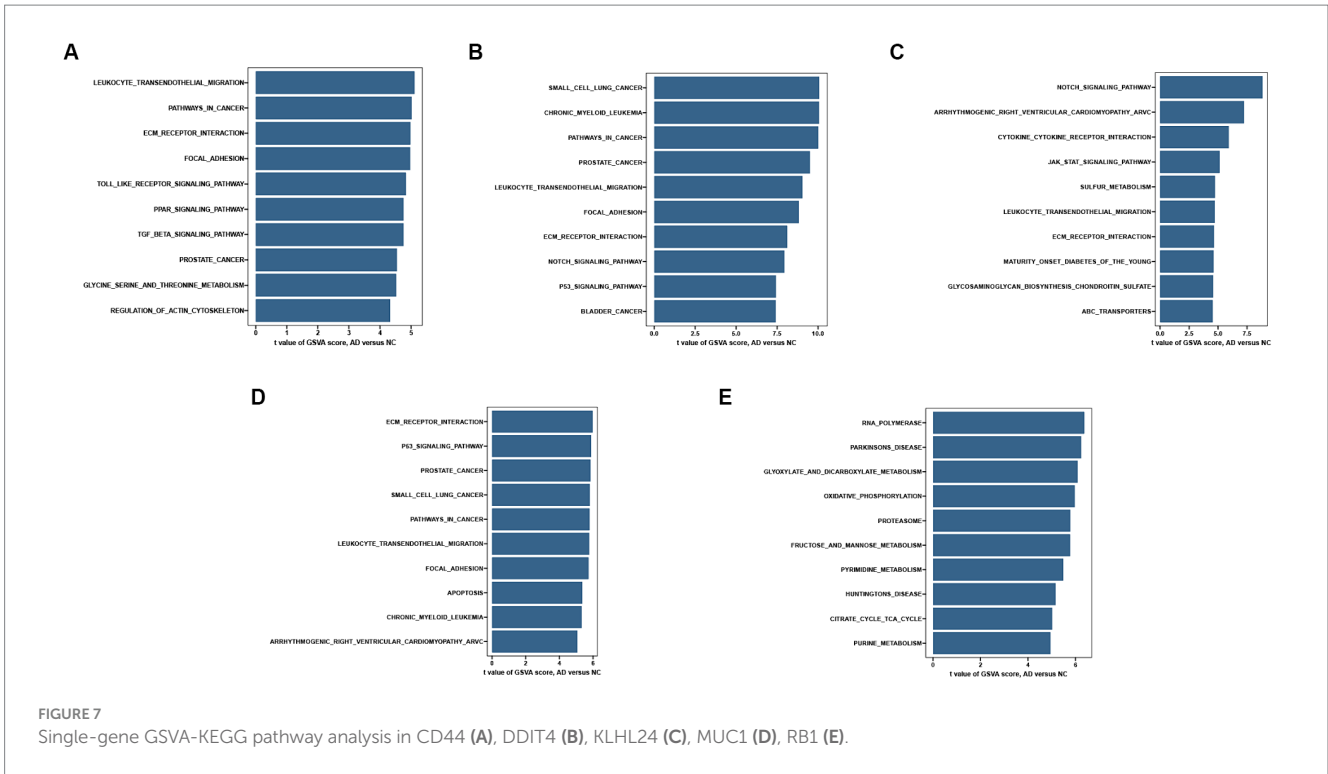 A
LEUKOCYTE_TRANSENDOTHELIAL_MIGRATION
PATHWAYS_IN_CANCER
ECM_RECEPTOR_INTERACTION
FOCAL_ADHESION
TOLL_LIKE_RECEPTOR_SIGNALING_PATHWAY
PPAR_SIGNALING_PATHWAY
TGF_BETA_SIGNALING_PATHWAY
PROSTATE_CANCER
GLYCINE_SERINE_AND_THREONINE_METABOLISM
REGULATION_OF_ACTIN_CYTOSKELETON
0 1 2 3 4 5
t value of GSVA score, AD versus NC
B
SMALL_CELL_LUNG_CANCER
CHRONIC_MYELOID_LEUKEMIA
PATHWAYS_IN_CANCER
PROSTATE_CANCER
LEUKOCYTE_TRANSENDOTHELIAL_MIGRATION
FOCAL_ADHESION
ECM_RECEPTOR_INTERACTION
NOTCH_SIGNALING_PATHWAY
P53_SIGNALING_PATHWAY
BLADDER_CANCER
0.0 2.5 5.0 7.5 10.0
t value of GSVA score, AD versus NC
C
NOTCH_SIGNALING_PATHWAY
ARRHYTHMOGENIC_RIGHT_VENTRICULAR_CARDIOMYOPATHY_ARVC
CYTOKINE_CYTOKINE_RECEPTOR_INTERACTION
JAK_STAT_SIGNALING_PATHWAY
SULFUR_METABOLISM
LEUKOCYTE_TRANSENDOTHELIAL_MIGRATION
ECM_RECEPTOR_INTERACTION
MATURITY_ONSET_DIABETES_OF_THE_YOUNG
GLYCOSAMINOGLYCAN_BIOSYNTHESIS_CHONDROITIN_SULFATE
ABC_TRANSPORTERS
0.0 2.5 5.0 7.5
t value of GSVA score, AD versus NC
D
ECM_RECEPTOR_INTERACTION
P53_SIGNALING_PATHWAY
PROSTATE_CANCER
SMALL_CELL_LUNG_CANCER
PATHWAYS_IN_CANCER
LEUKOCYTE_TRANSENDOTHELIAL_MIGRATION
FOCAL_ADHESION
APOPTOSIS
CHRONIC_MYELOID_LEUKEMIA
ARRHYTHMOGENIC_RIGHT_VENTRICULAR_CARDIOMYOPATHY_ARVC
0 2 4 6
t value of GSVA score, AD versus NC
E
RNA_POLYMERASE
PARKINSONS_DISEASE
GLYOXYLATE_AND_DICARBOXYLATE_METABOLISM
OXIDATIVE_PHOSPHORYLATION
PROTEASOME
FRUCTOSE_AND_MANNOSE_METABOLISM
PYRIMIDINE_METABOLISM
HUNTINGTONS_DISEASE
CITRATE_CYCLE_TCA_CYCLE
PURINE_METABOLISM
0 2 4 6
t value of GSVA score, AD versus NC
FIGURE 7
Single-gene GSVA-KEGG pathway analysis in CD44 (A), DDIT4 (B), KLHL24 (C), MUC1 (D), RB1 (E).